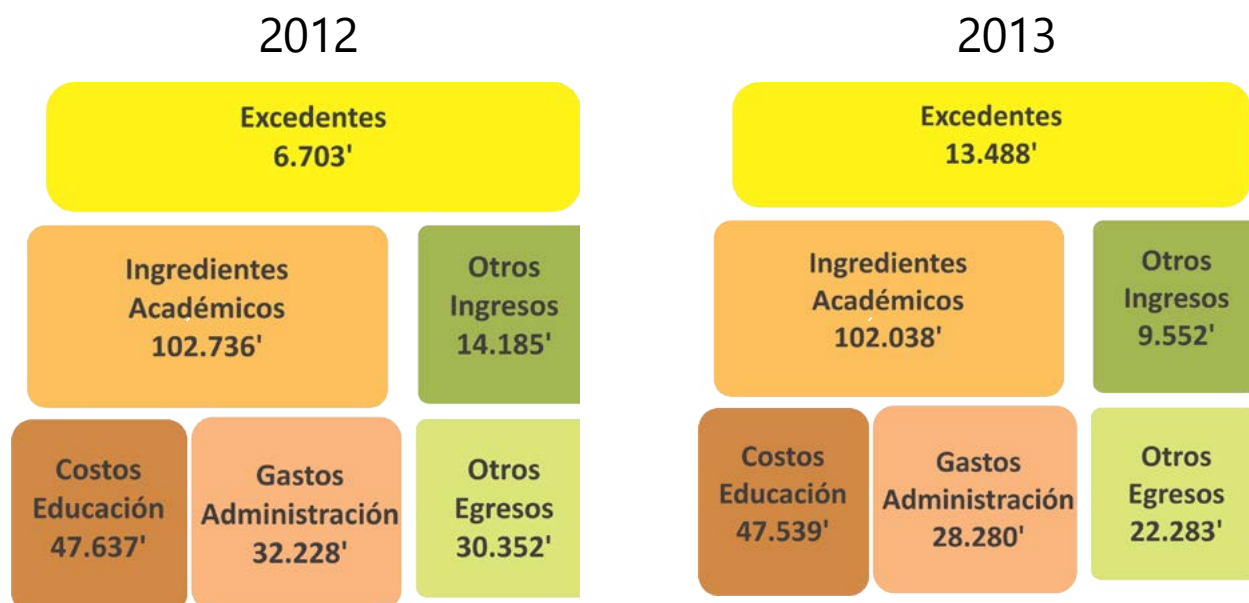 2012
Excedentes
6.703'
Ingredientes
Académicos
102.736'
Otros
Ingresos
14.185'
Costos
Educación
47.637'
Gastos
Administración
32.228'
Otros
Egresos
30.352'
2013
Excedentes
13.488'
Ingredientes
Académicos
102.038'
Otros
Ingresos
9.552'
Costos
Educación
47.539'
Gastos
Administración
28.280'
Otros
Egresos
22.283'